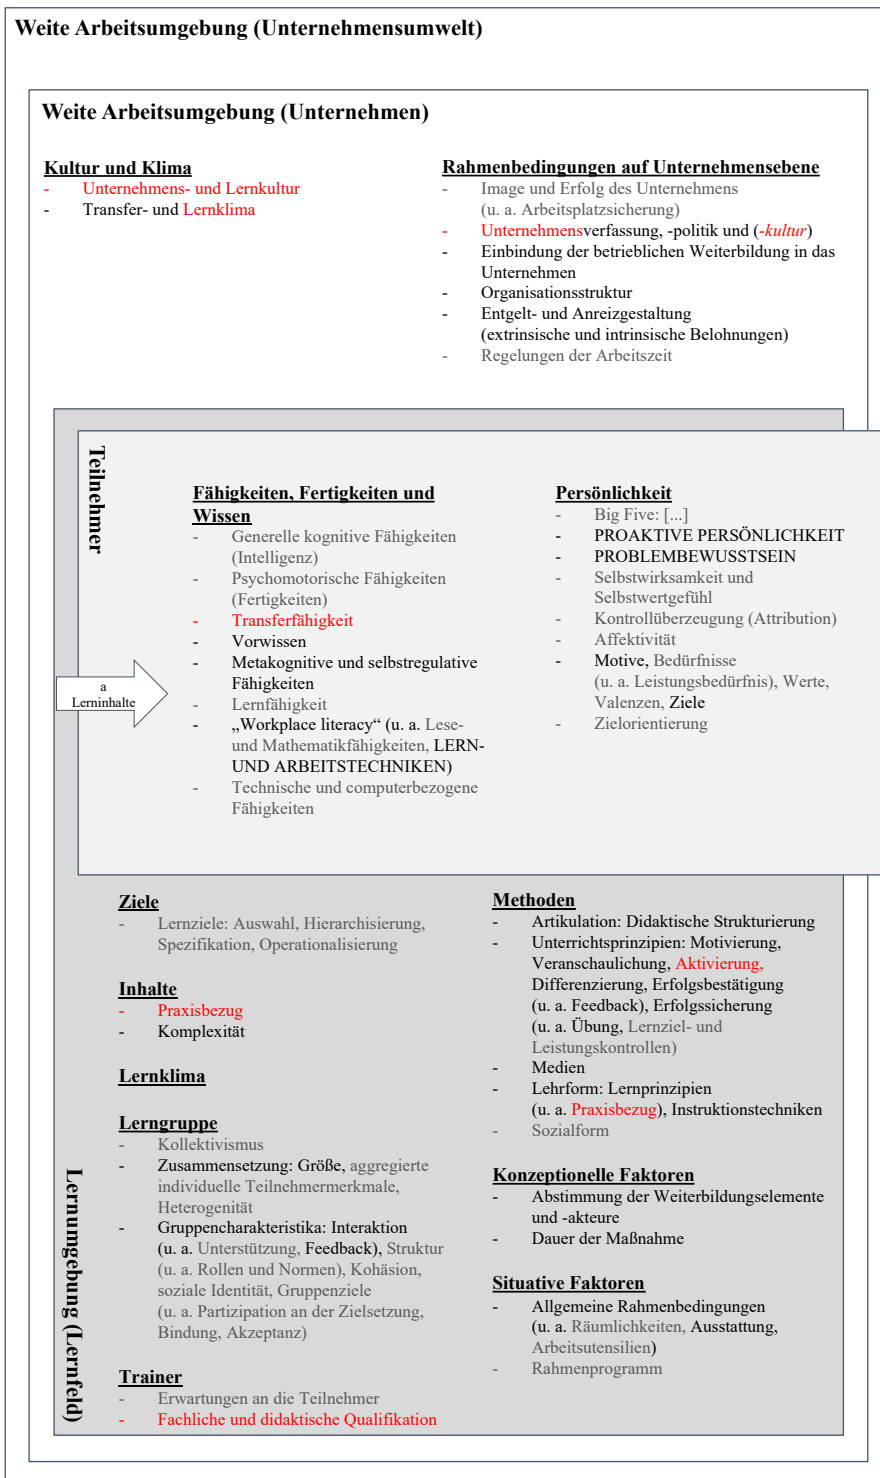 Weite Arbeitsumgebung (Unternehmensumwelt)
Weite Arbeitsumgebung (Unternehmen)
Kultur und Klima
- Unternehmens- und Lernkultur
- Transfer- und Lernklima
Rahmenbedingungen auf Unternehmensebene
- Image und Erfolg des Unternehmens
(u. a. Arbeitsplatzsicherung)
- Unternehmensverfassung, -politik und (-kultur)
- Einbindung der betrieblichen Weiterbildung in das
Unternehmen
- Organisationsstruktur
- Entgelt- und Anreizgestaltung
(extrinsische und intrinsische Belohnungen)
- Regelungen der Arbeitszeit
Teilnehmer
Fähigkeiten, Fertigkeiten und
Wissen
- Generelle kognitive Fähigkeiten
(Intelligenz)
- Psychomotorische Fähigkeiten
(Fertigkeiten)
- Transferfähigkeit
- Vorwissen
- Metakognitive und selbstregulative
Fähigkeiten
- Lernfähigkeit
- „Workplace literacy“ (u. a. Lese-
und Mathematikfähigkeiten, LERN-
UND ARBEITSTECHNIKEN)
- Technische und computerbezogene
Fähigkeiten
Persönlichkeit
- Big Five: [...]
- PROAKTIVE PERSÖNLICHKEIT
- PROBLEMBEWUSSTSEIN
- Selbstwirksamkeit und
Selbstwertgefühl
- Kontrollüberzeugung (Attribution)
- Affektivität
- Motive, Bedürfnisse
(u. a. Leistungsbedürfnis), Werte,
Valenzen, Ziele
- Zielorientierung
a
Lerninhalte
Lernumgebung (Lernfeld)
Ziele
- Lernziele: Auswahl, Hierarchisierung,
Spezifikation, Operationalisierung
Inhalte
- Praxisbezug
- Komplexität
Lernklima
Lerngruppe
- Kollektivismus
- Zusammensetzung: Größe, aggregierte
individuelle Teilnehmermerkmale,
Heterogenität
- Gruppencharakteristika: Interaktion
(u. a. Unterstützung, Feedback), Struktur
(u. a. Rollen und Normen), Kohäsion,
soziale Identität, Gruppenziele
(u. a. Partizipation an der Zielsetzung,
Bindung, Akzeptanz)
Trainer
- Erwartungen an die Teilnehmer
- Fachliche und didaktische Qualifikation
Methoden
- Artikulation: Didaktische Strukturierung
- Unterrichtsprinzipien: Motivierung,
Veranschaulichung, Aktivierung,
Differenzierung, Erfolgsbestätigung
(u. a. Feedback), Erfolgssicherung
(u. a. Übung, Lernziel- und
Leistungskontrollen)
- Medien
- Lehrform: Lernprinzipien
(u. a. Praxisbezug), Instruktionstechniken
- Sozialform
Konzeptionelle Faktoren
- Abstimmung der Weiterbildungselemente
und -akteure
- Dauer der Maßnahme
Situative Faktoren
- Allgemeine Rahmenbedingungen
(u. a. Räumlichkeiten, Ausstattung,
Arbeitsutensilien)
- Rahmenprogramm